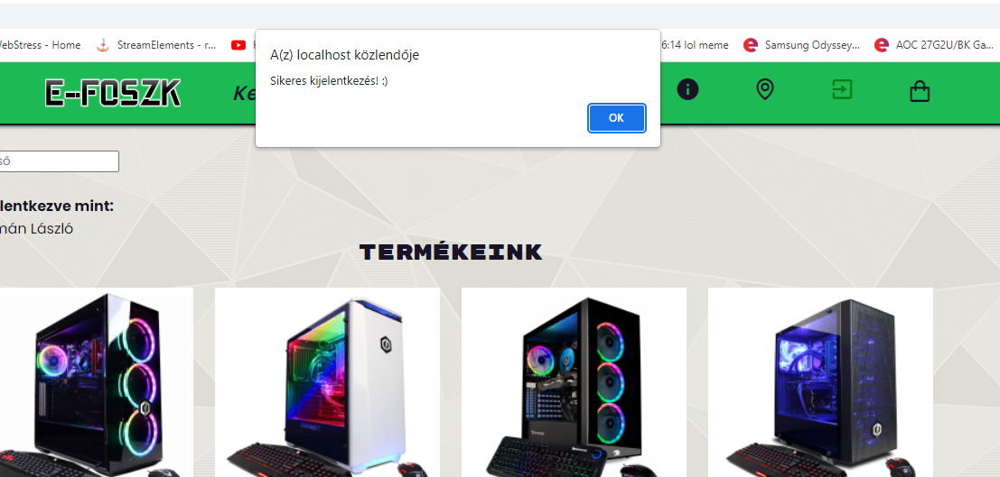 WebStress - Home
StreamElements - r...
6:14 lol meme
Samsung Odyssey...
AOC 27G2U/BK Ga...
A(z) localhost közlendője
Sikeres kijelentkezés! :)
OK
E-FOSZK
Ke
ső
lentkezve mint:
mán László
TERMÉKEINK